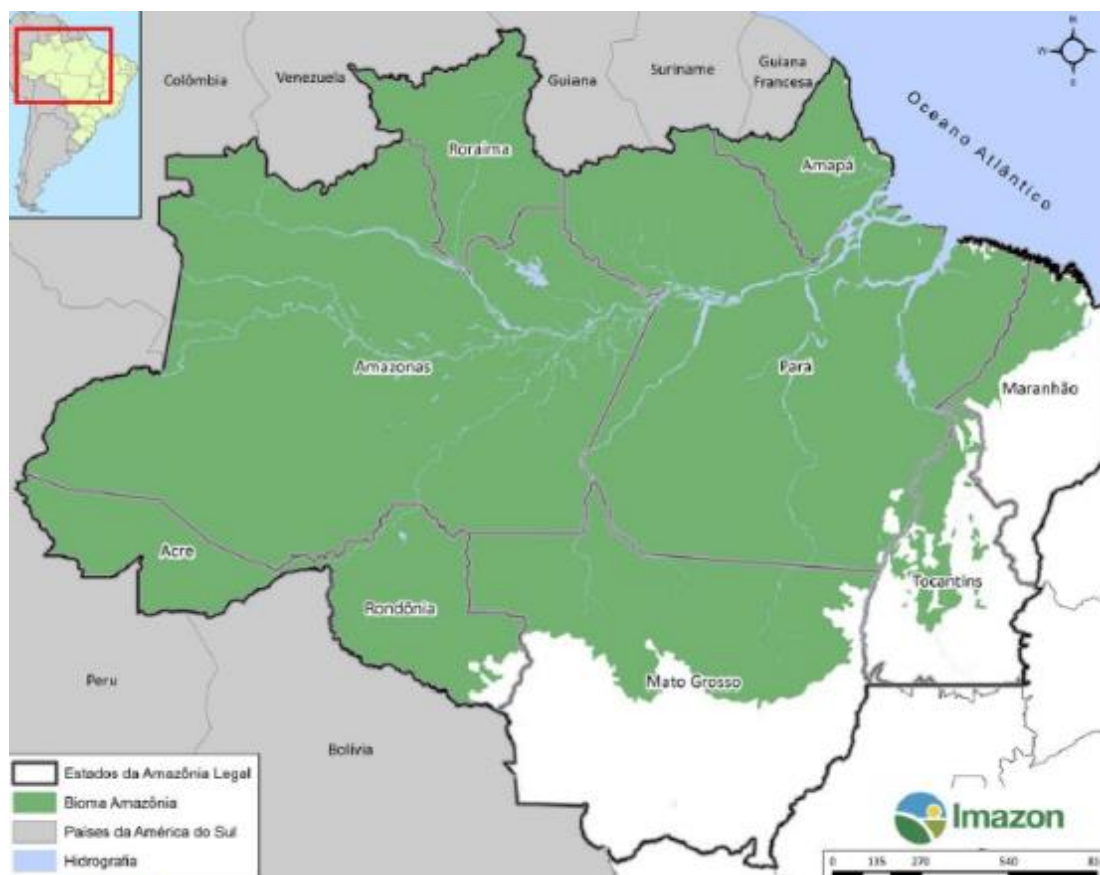 N
W
E
Colômbia
Venezuela
Guiana
Suriname
Guiana
Francesa
Oceano Atlântico
Roraima
Amapá
Amazonas
Pará
Maranhão
Acre
Rondônia
Tocantins
Mato Grosso
Peru
Bolívia
Estados da Amazônia Legal
Bioma Amazônia
Países da América do Sul
Hidrografia
Imazon
0 135 270 540